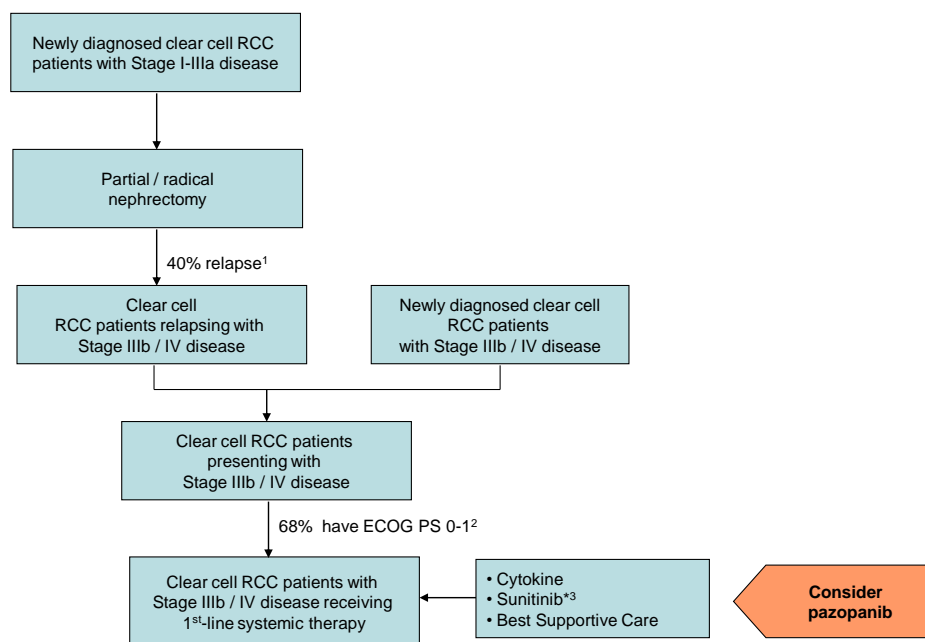 Newly diagnosed clear cell RCC
patients with Stage I-IIIa disease
Partial / radical
nephrectomy
40% relapse¹
Clear cell
RCC patients relapsing with
Stage IIIb / IV disease
Newly diagnosed clear cell
RCC patients
with Stage IIIb / IV disease
Clear cell RCC patients
presenting with
Stage IIIb / IV disease
68% have ECOG PS 0-1²
Clear cell RCC patients with
Stage IIIb / IV disease receiving
1ˢᵗ-line systemic therapy
• Cytokine
• Sunitinib*³
• Best Supportive Care
Consider
pazopanib